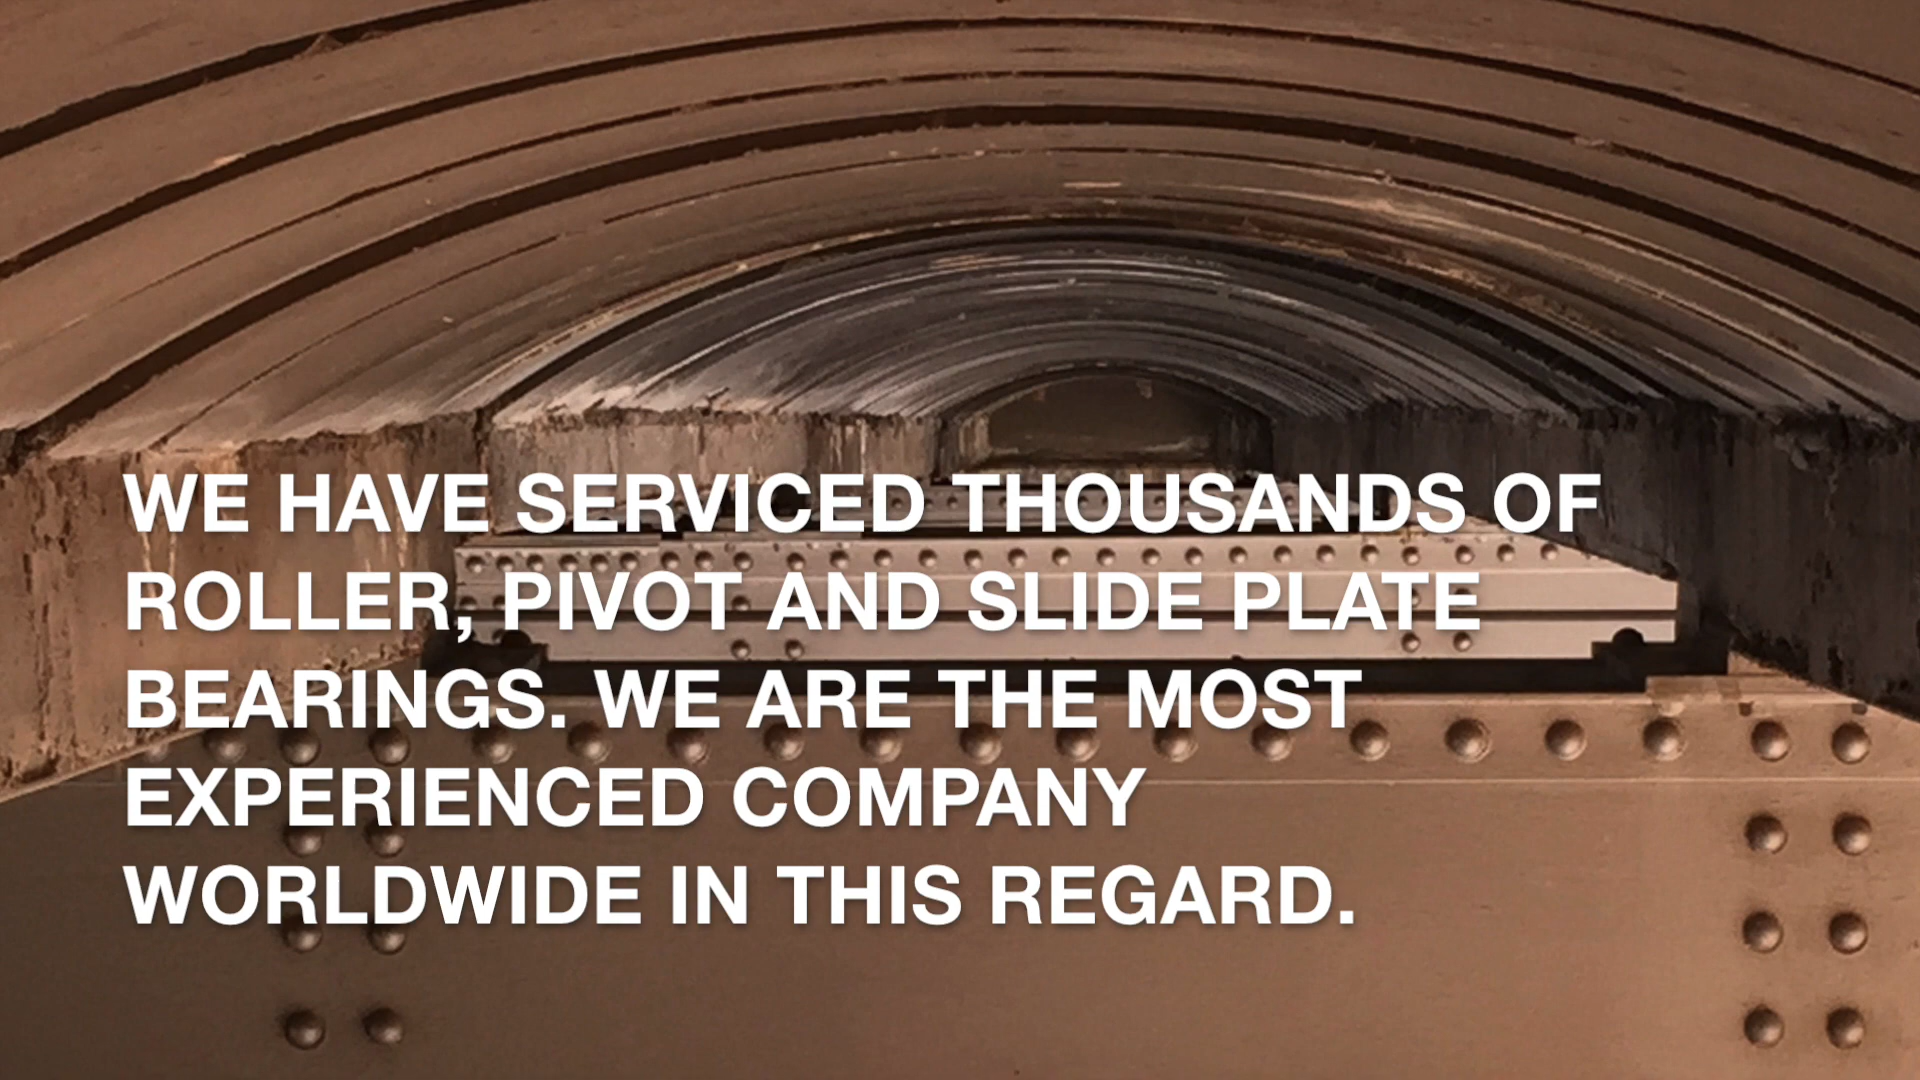 WE HAVE SERVICED THOUSANDS OF
ROLLER, PIVOT AND SLIDE PLATE
BEARINGS. WE ARE THE MOST
EXPERIENCED COMPANY
WORLDWIDE IN THIS REGARD.